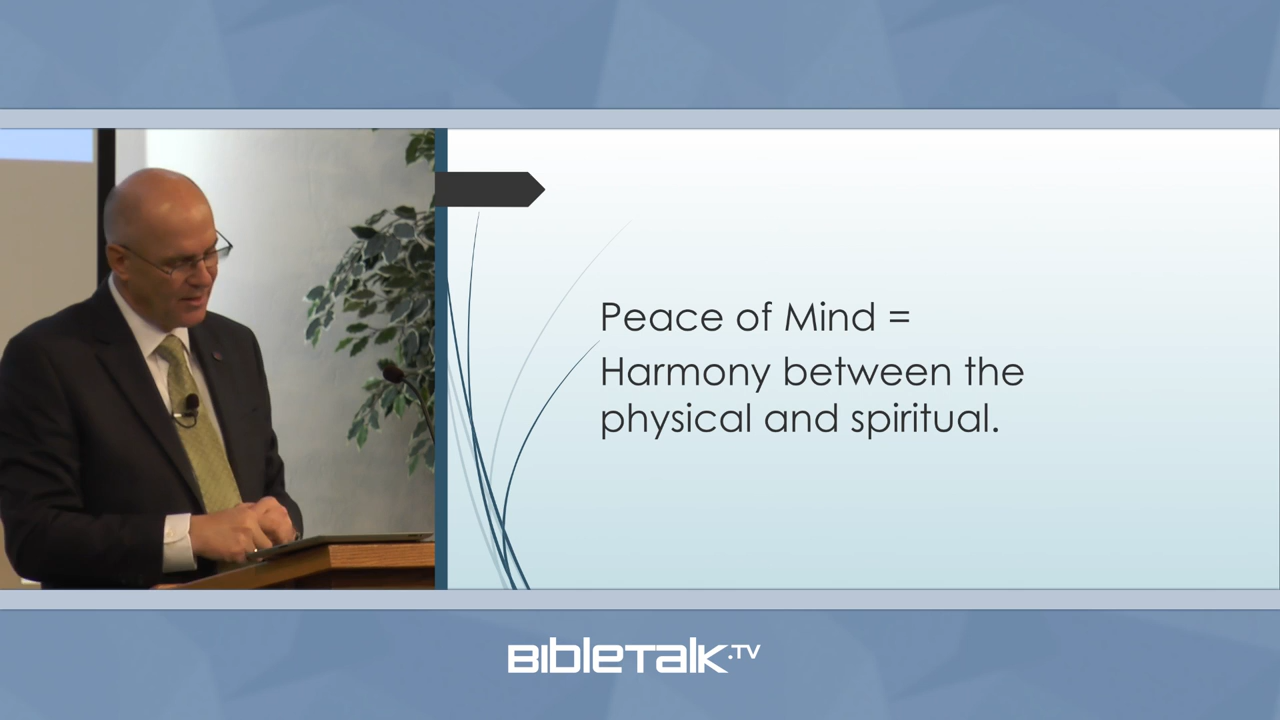 Peace of Mind =
Harmony between the
physical and spiritual.
BibleTalk.TV